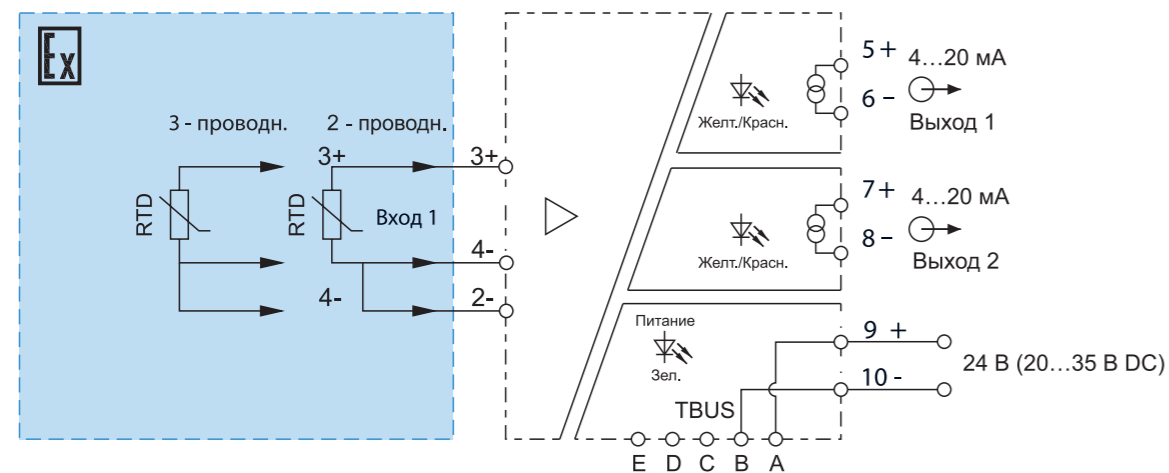 Ex
3 - проводн.
2 - проводн.
RTD
3+
RTD
Вход 1
4-
3+
4-
2-
Желт./Красн.
5 +
6 –
4...20 мА
Выход 1
Желт./Красн.
7 +
8 –
4...20 мА
Выход 2
Питание
Зел.
9 +
10 -
24 В (20...35 В DC)
TBUS
E D C B A